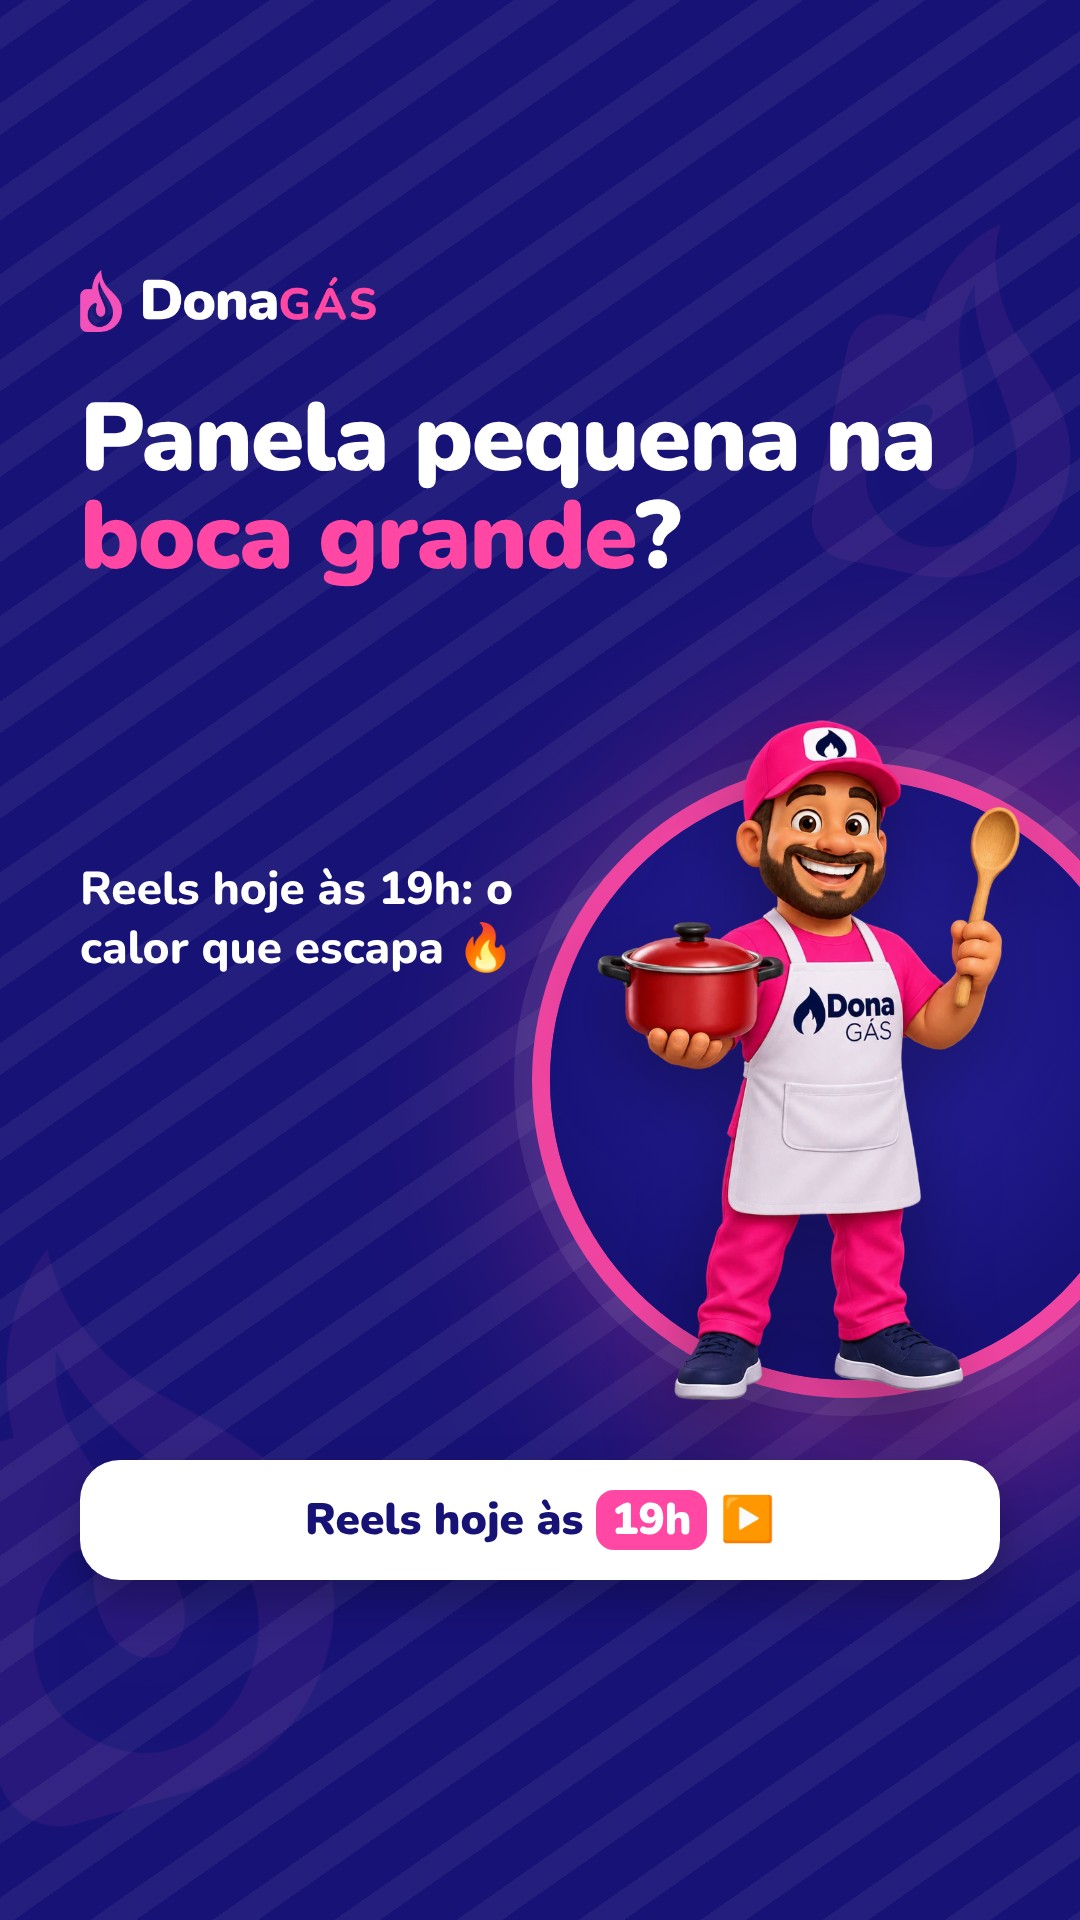 DonaGÁS
Panela pequena na
boca grande?
Reels hoje às 19h: o
calor que escapa 🔥
Dona
GÁS
Reels hoje às 19h ▶️